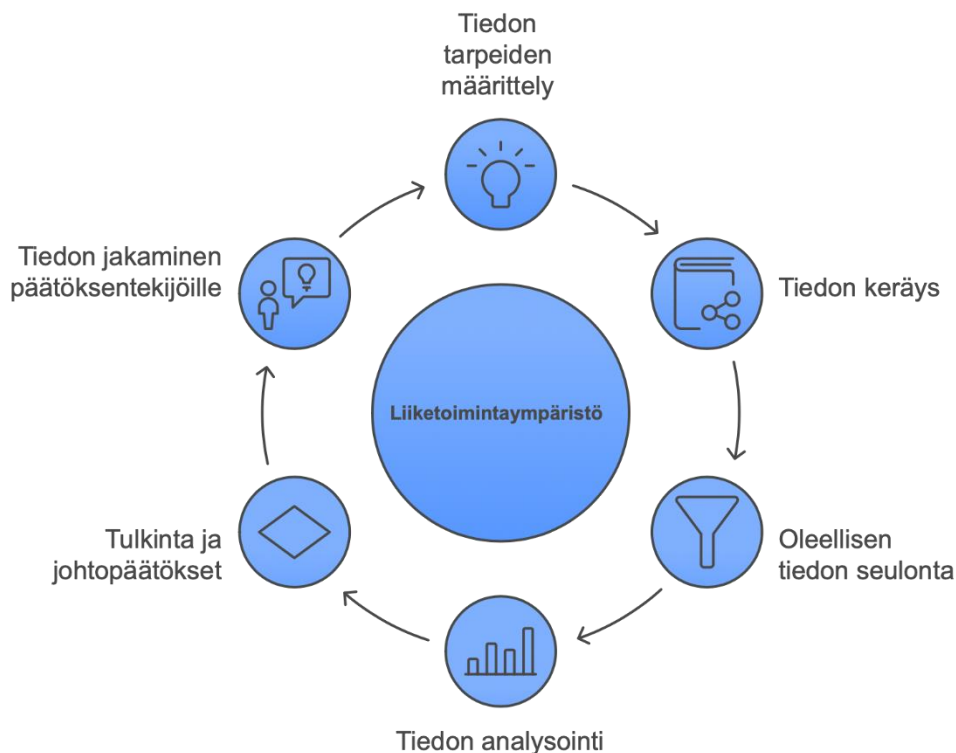 Tiedon
tarpeiden
määrittely
Tiedon keräys
Oleellisen
tiedon seulonta
Tiedon analysointi
Tulkinta ja
johtopäätökset
Tiedon jakaminen
päätöksentekijöille
Liiketoimintaympäristö